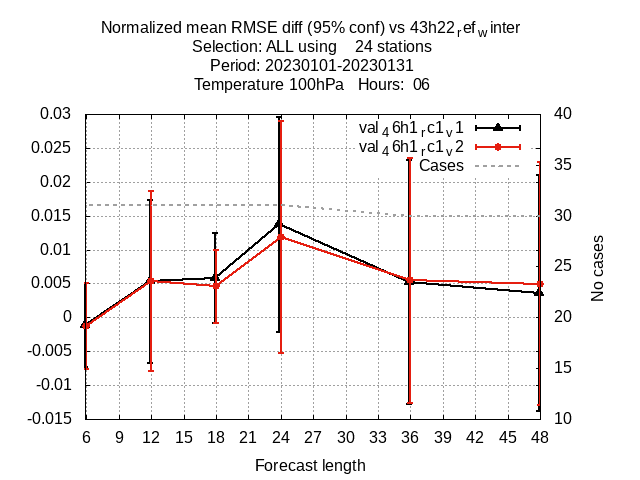 Normalized mean RMSE diff (95% conf) vs 43h22refwinter
Selection: ALL using 24 stations
Period: 20230101-20230131
Temperature 100hPa Hours: 06
0.03
0.025
0.02
0.015
0.01
0.005
0
-0.005
-0.01
-0.015
val46h1rc1v1
val46h1rc1v2
Cases
40
35
30
25
20
15
10
No cases
6 9 12 15 18 21 24 27 30 33 36 39 42 45 48
Forecast length